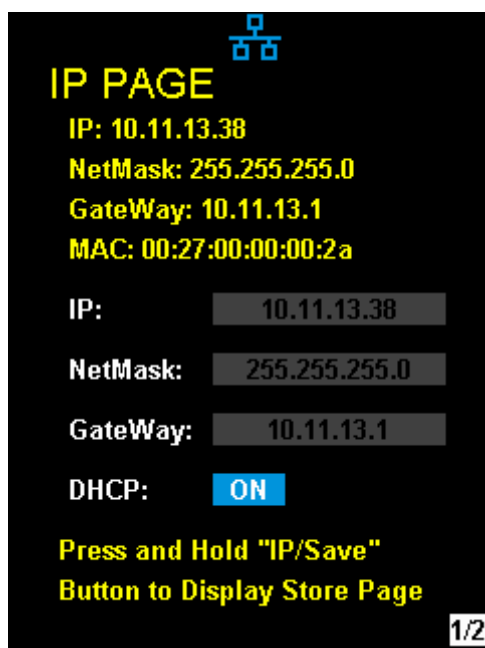 IP PAGE
IP: 10.11.13.38
NetMask: 255.255.255.0
GateWay: 10.11.13.1
MAC: 00:27:00:00:00:2a
IP: 10.11.13.38
NetMask: 255.255.255.0
GateWay: 10.11.13.1
DHCP: ON
Press and Hold "IP/Save"
Button to Display Store Page
1/2